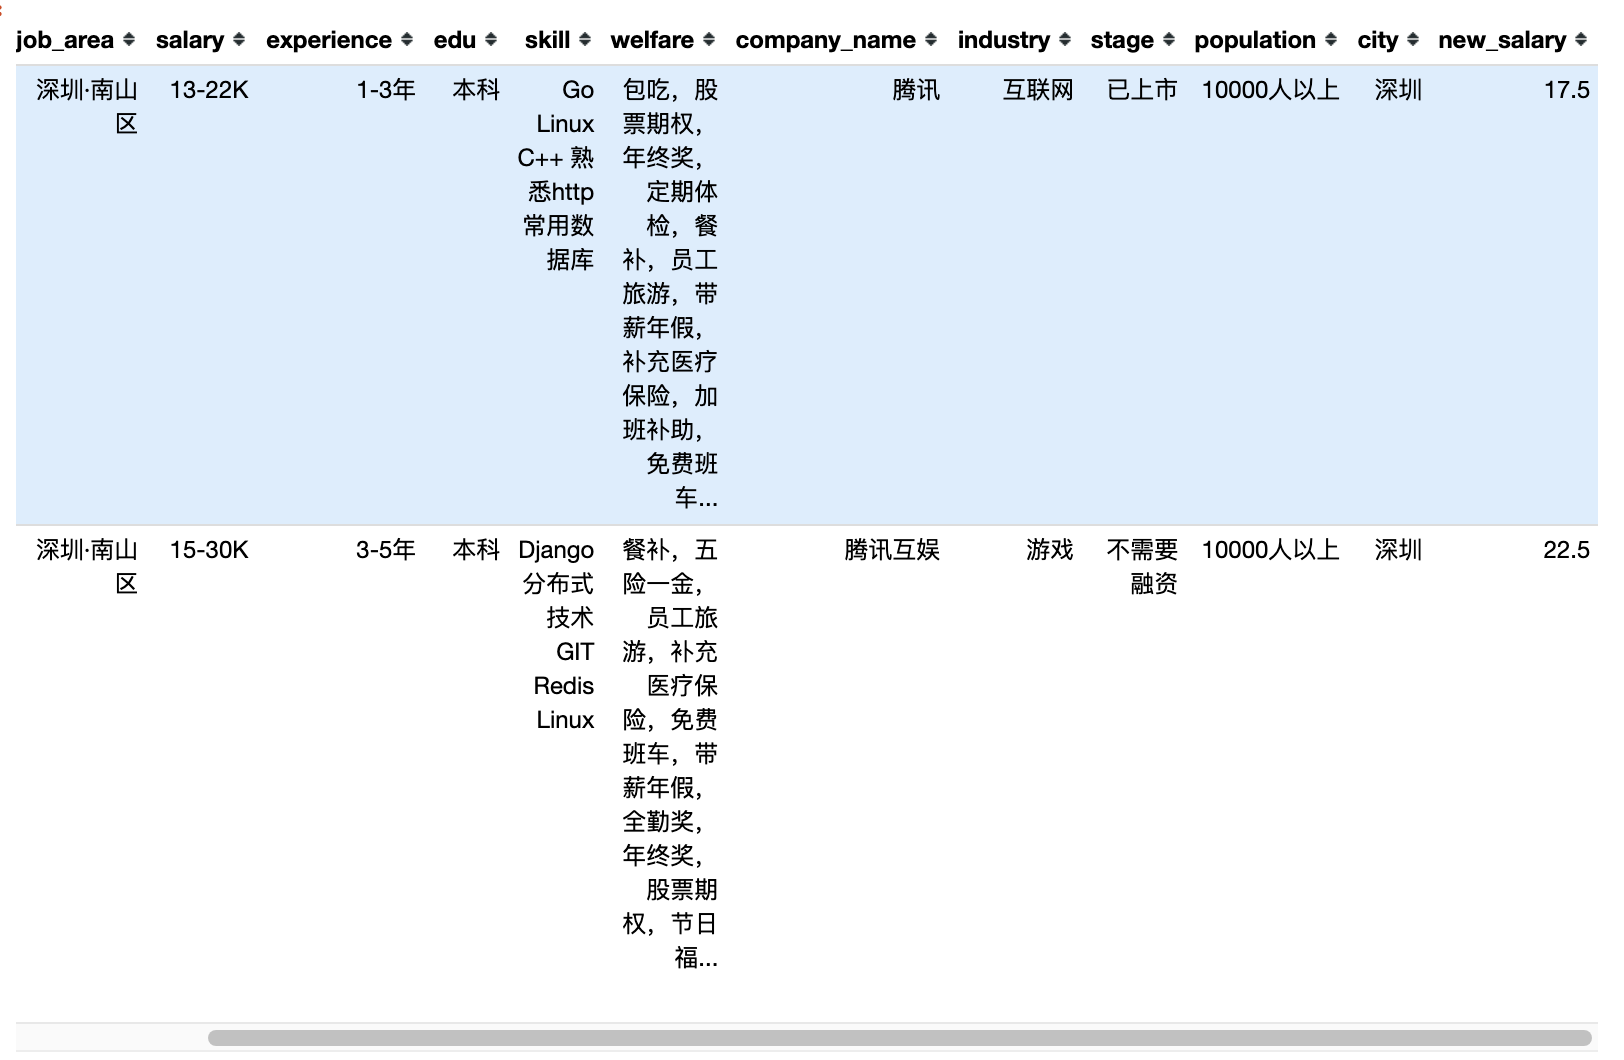 job_area salary experience edu skill welfare company_name industry stage population city new_salary
深圳·南山 13-22K 1-3年 本科 Go 包吃，股 腾讯 互联网 已上市 10000人以上 深圳 17.5
区 Linux 票期权，
C++ 熟 年终奖，
悉http 定期体
常用数 检，餐
据库 补，员工
旅游，带
薪年假，
补充医疗
保险，加
班补助，
免费班
车...
深圳·南山 15-30K 3-5年 本科 Django 餐补，五 腾讯互娱 游戏 不需要 10000人以上 深圳 22.5
区 分布式 险一金， 融资
技术 员工旅
GIT 游，补充
Redis 医疗保
Linux 险，免费
班车，带
薪年假，
全勤奖，
年终奖，
股票期
权，节日
福...